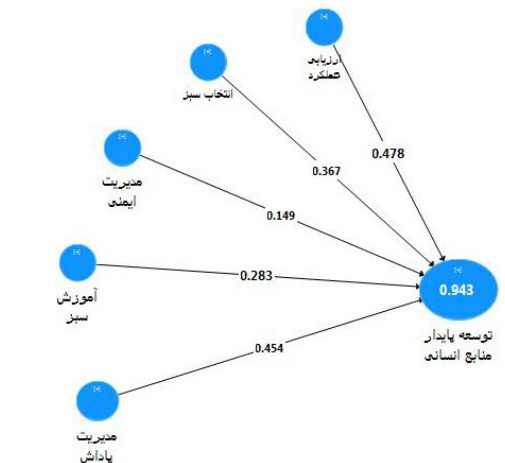 [+]
ارزیابی
عملکرد
[+]
انتخاب سبز
0.478
0.367
[+]
مدیریت
ایمنی
0.149
[+]
آموزش
سبز
0.283
[+]
0.943
توسعه پایدار
منابع انسانی
0.454
[+]
مدیریت
پاداش